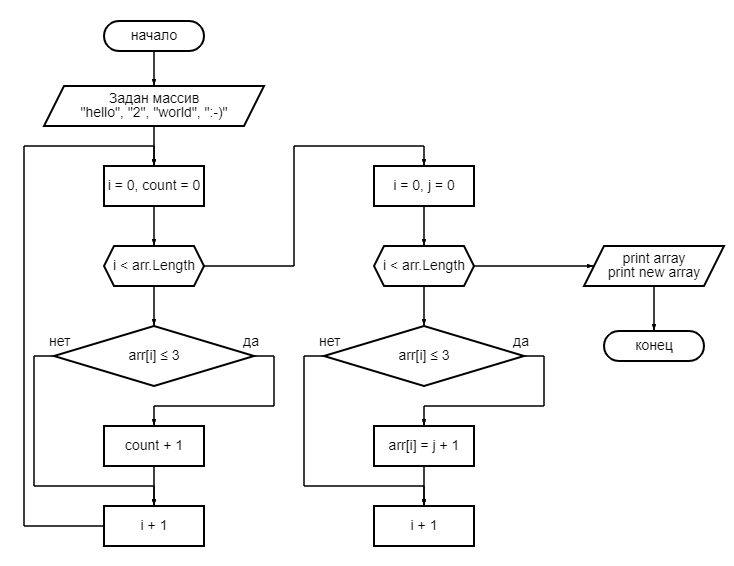 начало
Задан массив
"hello", "2", "world", ":-)"
i = 0, count = 0
i < arr.Length
нет
да
arr[i] ≤ 3
count + 1
i + 1
i = 0, j = 0
i < arr.Length
нет
да
arr[i] ≤ 3
arr[i] = j + 1
i + 1
print array
print new array
конец